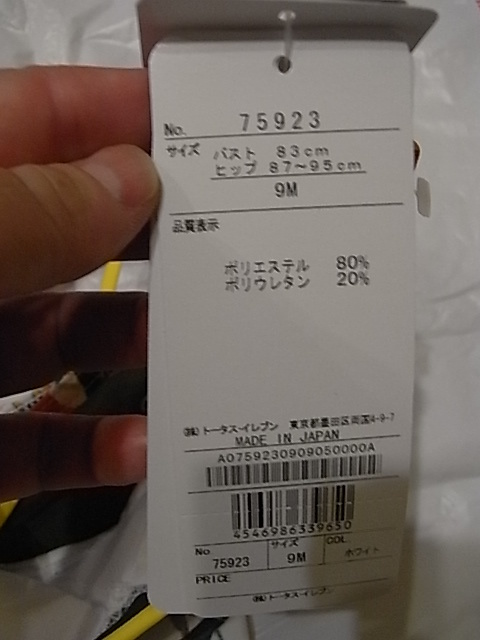 No. 75923
サイズ バスト 83cm
ヒップ 87〜95cm
9M
品質表示
ポリエステル 80%
ポリウレタン 20%
㈱トータス・イレブン 東京都墨田区両国4-9-7
MADE IN JAPAN
A0759230909050000A
4546986339650
No サイズ COL
75923 9M ホワイト
PRICE
㈱トータス・イレブン